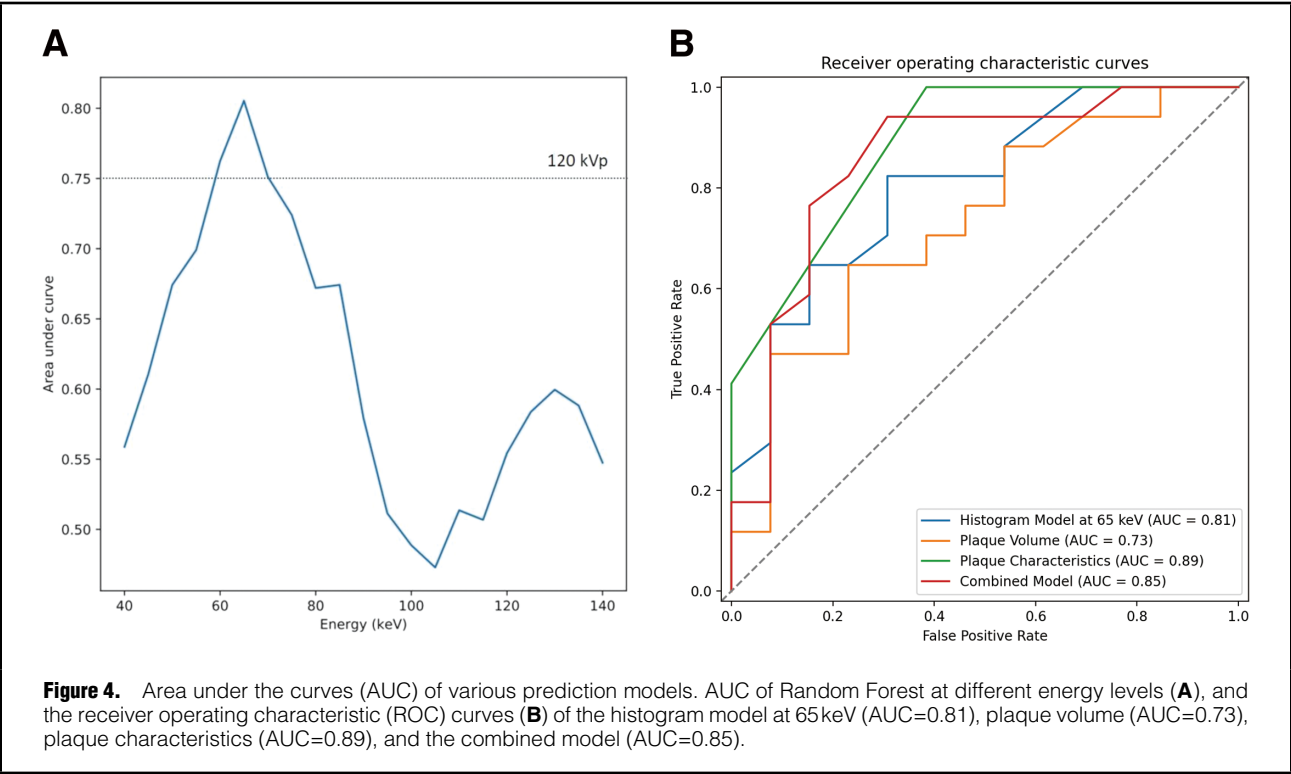 A
0.80
0.75
0.70
0.65
0.60
0.55
0.50
Area under curve
120 kVp
40 60 80 100 120 140
Energy (keV)
B
Receiver operating characteristic curves
1.0
0.8
0.6
0.4
0.2
0.0
True Positive Rate
Histogram Model at 65 keV (AUC = 0.81)
Plaque Volume (AUC = 0.73)
Plaque Characteristics (AUC = 0.89)
Combined Model (AUC = 0.85)
0.0 0.2 0.4 0.6 0.8 1.0
False Positive Rate
Figure 4. Area under the curves (AUC) of various prediction models. AUC of Random Forest at different energy levels (A), and
the receiver operating characteristic (ROC) curves (B) of the histogram model at 65 keV (AUC=0.81), plaque volume (AUC=0.73),
plaque characteristics (AUC=0.89), and the combined model (AUC=0.85).